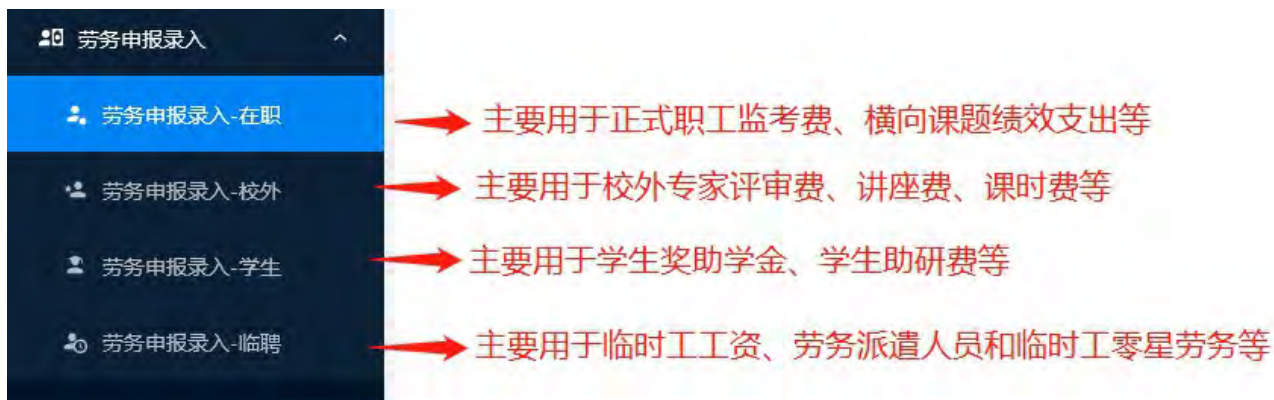 劳务申报录入
劳务申报录入-在职
主要用于正式职工监考费、横向课题绩效支出等
劳务申报录入-校外
主要用于校外专家评审费、讲座费、课时费等
劳务申报录入-学生
主要用于学生奖助学金、学生助研费等
劳务申报录入-临聘
主要用于临时工工资、劳务派遣人员和临时工零星劳务等